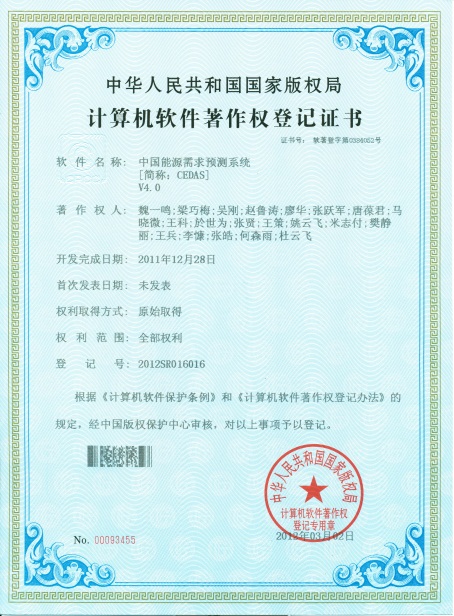 中华人民共和国国家版权局
计算机软件著作权登记证书
证书号： 软著登字第0386052号
软件名称： 中国能源需求预测系统
[简称：CEDAS]
V4.0
著作权人： 魏一鸣;梁巧梅;吴刚;赵鲁涛;廖华;张跃军;唐葆君;马
晓微;王科;於世为;张贤;王策;姚云飞;米志付;樊静
丽;王兵;李慷;张皓;何森雨;杜云飞
开发完成日期： 2011年12月28日
首次发表日期： 未发表
权利取得方式： 原始取得
权利范围： 全部权利
登记号： 2012SR016016
根据《计算机软件保护条例》和《计算机软件著作权登记办法》的
规定，经中国版权保护中心审核，对以上事项予以登记。
中华人民共和国国家版权局
计算机软件著作权
登记专用章
2012年03月02日
No. 00093455